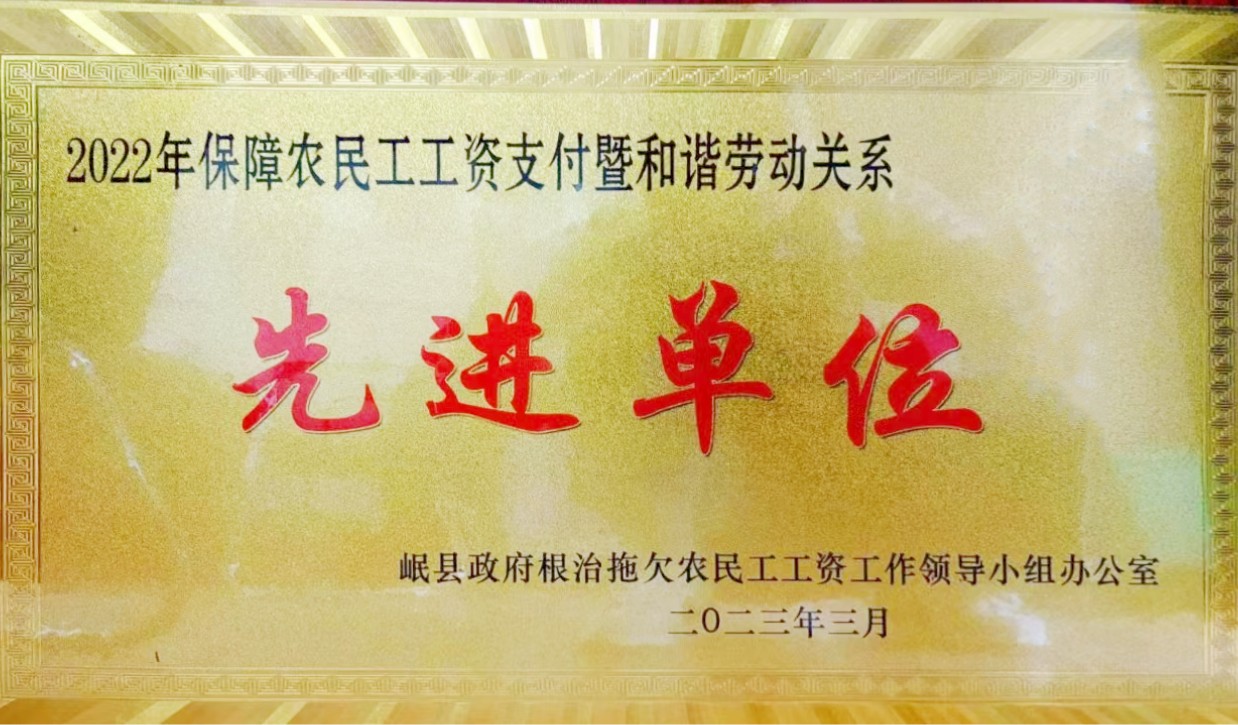 2022年保障农民工工资支付暨和谐劳动关系
先进单位
岷县政府根治拖欠农民工工资工作领导小组办公室
二〇二三年三月